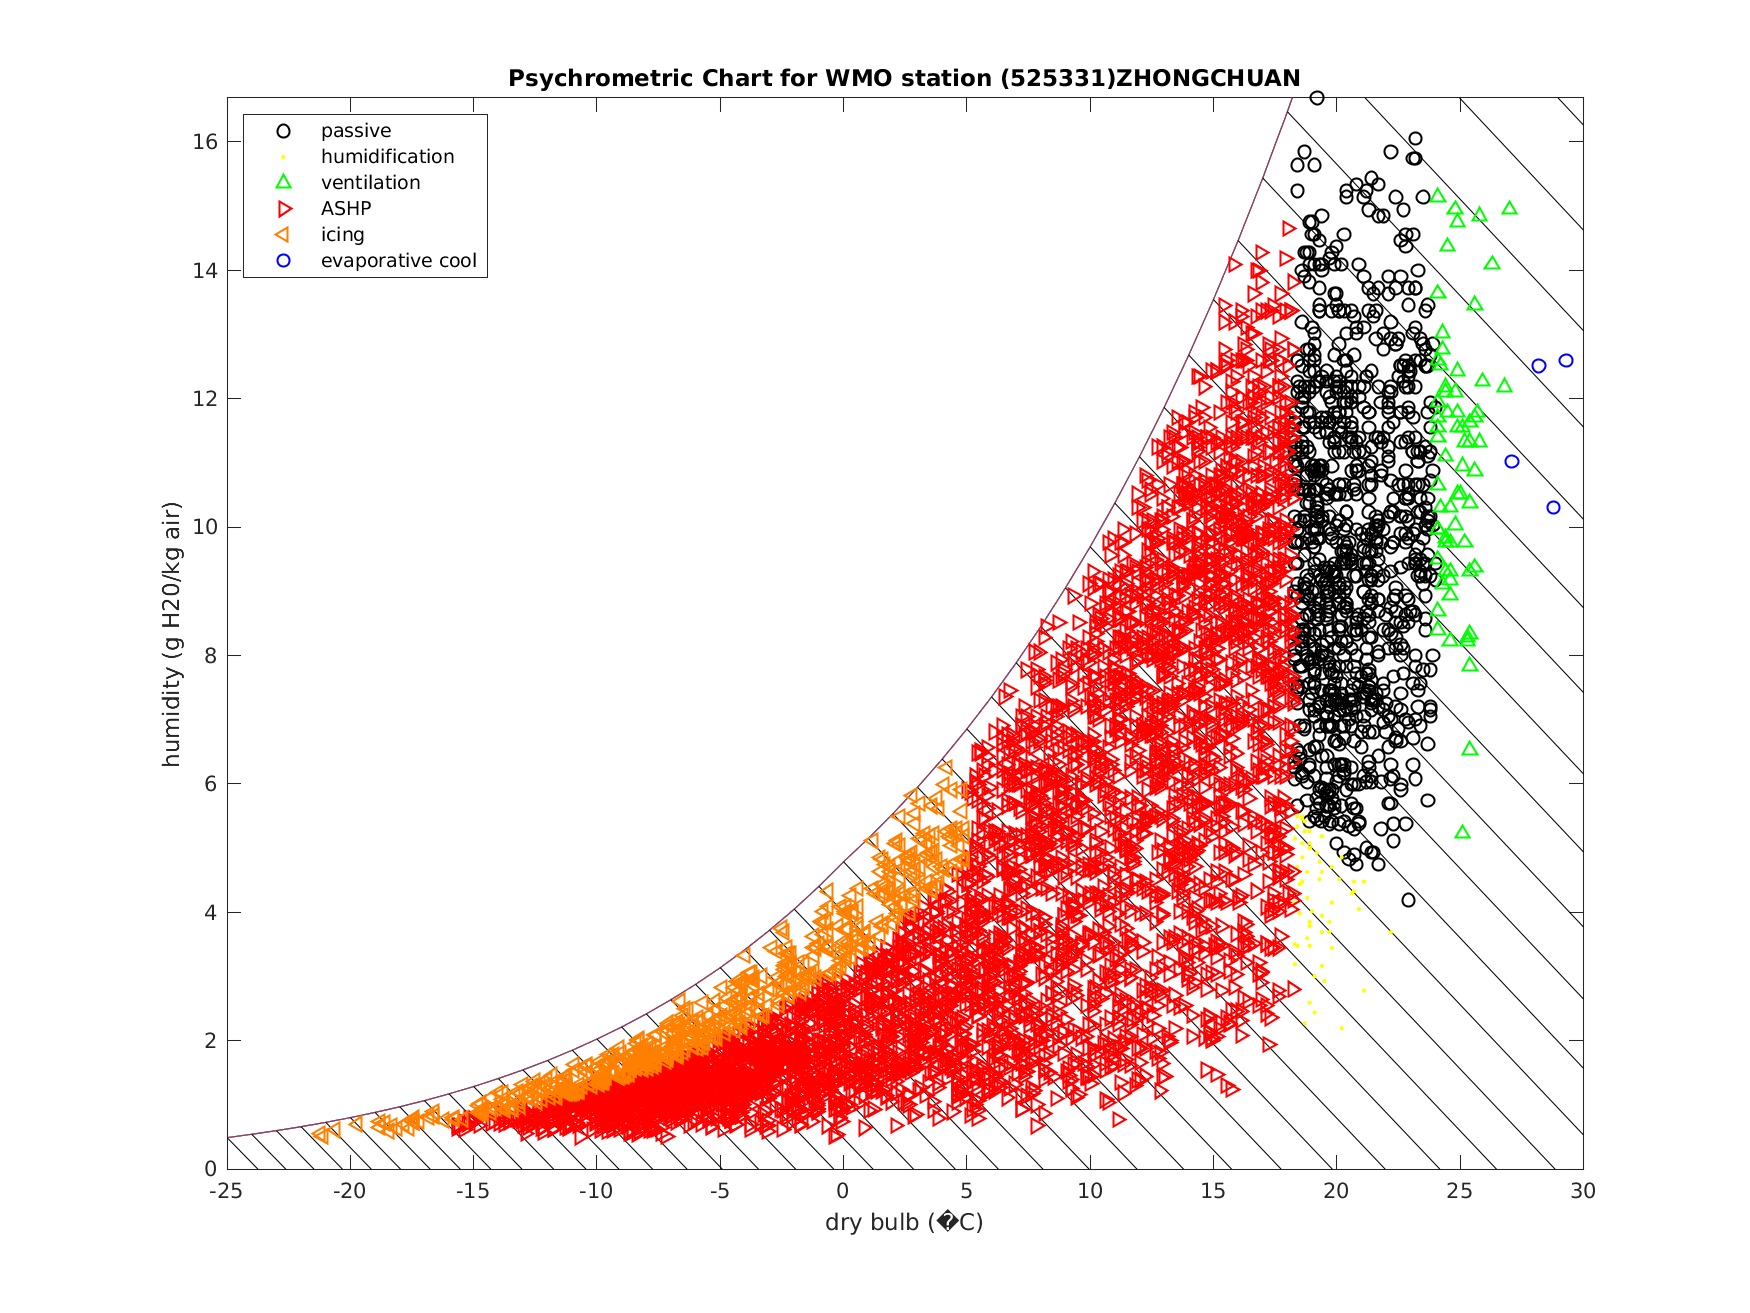 Psychrometric Chart for WMO station (525331)ZHONGCHUAN
passive
humidification
ventilation
ASHP
icing
evaporative cool
humidity (g H20/kg air)
16
14
12
10
8
6
4
2
0
-25 -20 -15 -10 -5 0 5 10 15 20 25 30
dry bulb (�C)